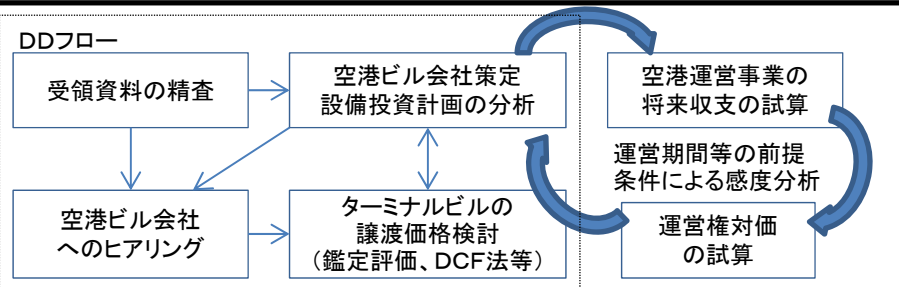 DDフロー
受領資料の精査
空港ビル会社策定
設備投資計画の分析
空港運営事業の
将来収支の試算
運営期間等の前提
条件による感度分析
空港ビル会社
へのヒアリング
ターミナルビルの
譲渡価格検討
（鑑定評価、DCF法等）
運営権対価
の試算